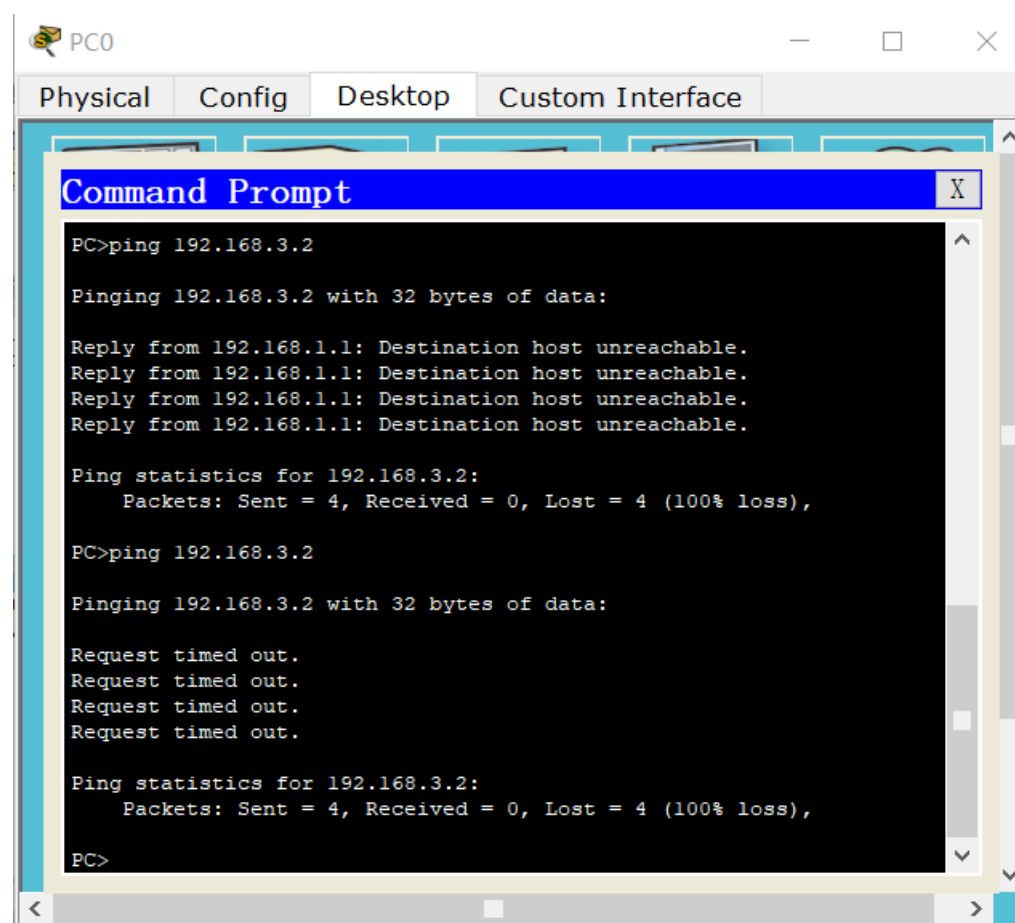 PC0
Physical Config Desktop Custom Interface
Command Prompt X
PC>ping 192.168.3.2
Pinging 192.168.3.2 with 32 bytes of data:
Reply from 192.168.1.1: Destination host unreachable.
Reply from 192.168.1.1: Destination host unreachable.
Reply from 192.168.1.1: Destination host unreachable.
Reply from 192.168.1.1: Destination host unreachable.
Ping statistics for 192.168.3.2:
Packets: Sent = 4, Received = 0, Lost = 4 (100% loss),
PC>ping 192.168.3.2
Pinging 192.168.3.2 with 32 bytes of data:
Request timed out.
Request timed out.
Request timed out.
Request timed out.
Ping statistics for 192.168.3.2:
Packets: Sent = 4, Received = 0, Lost = 4 (100% loss),
PC>